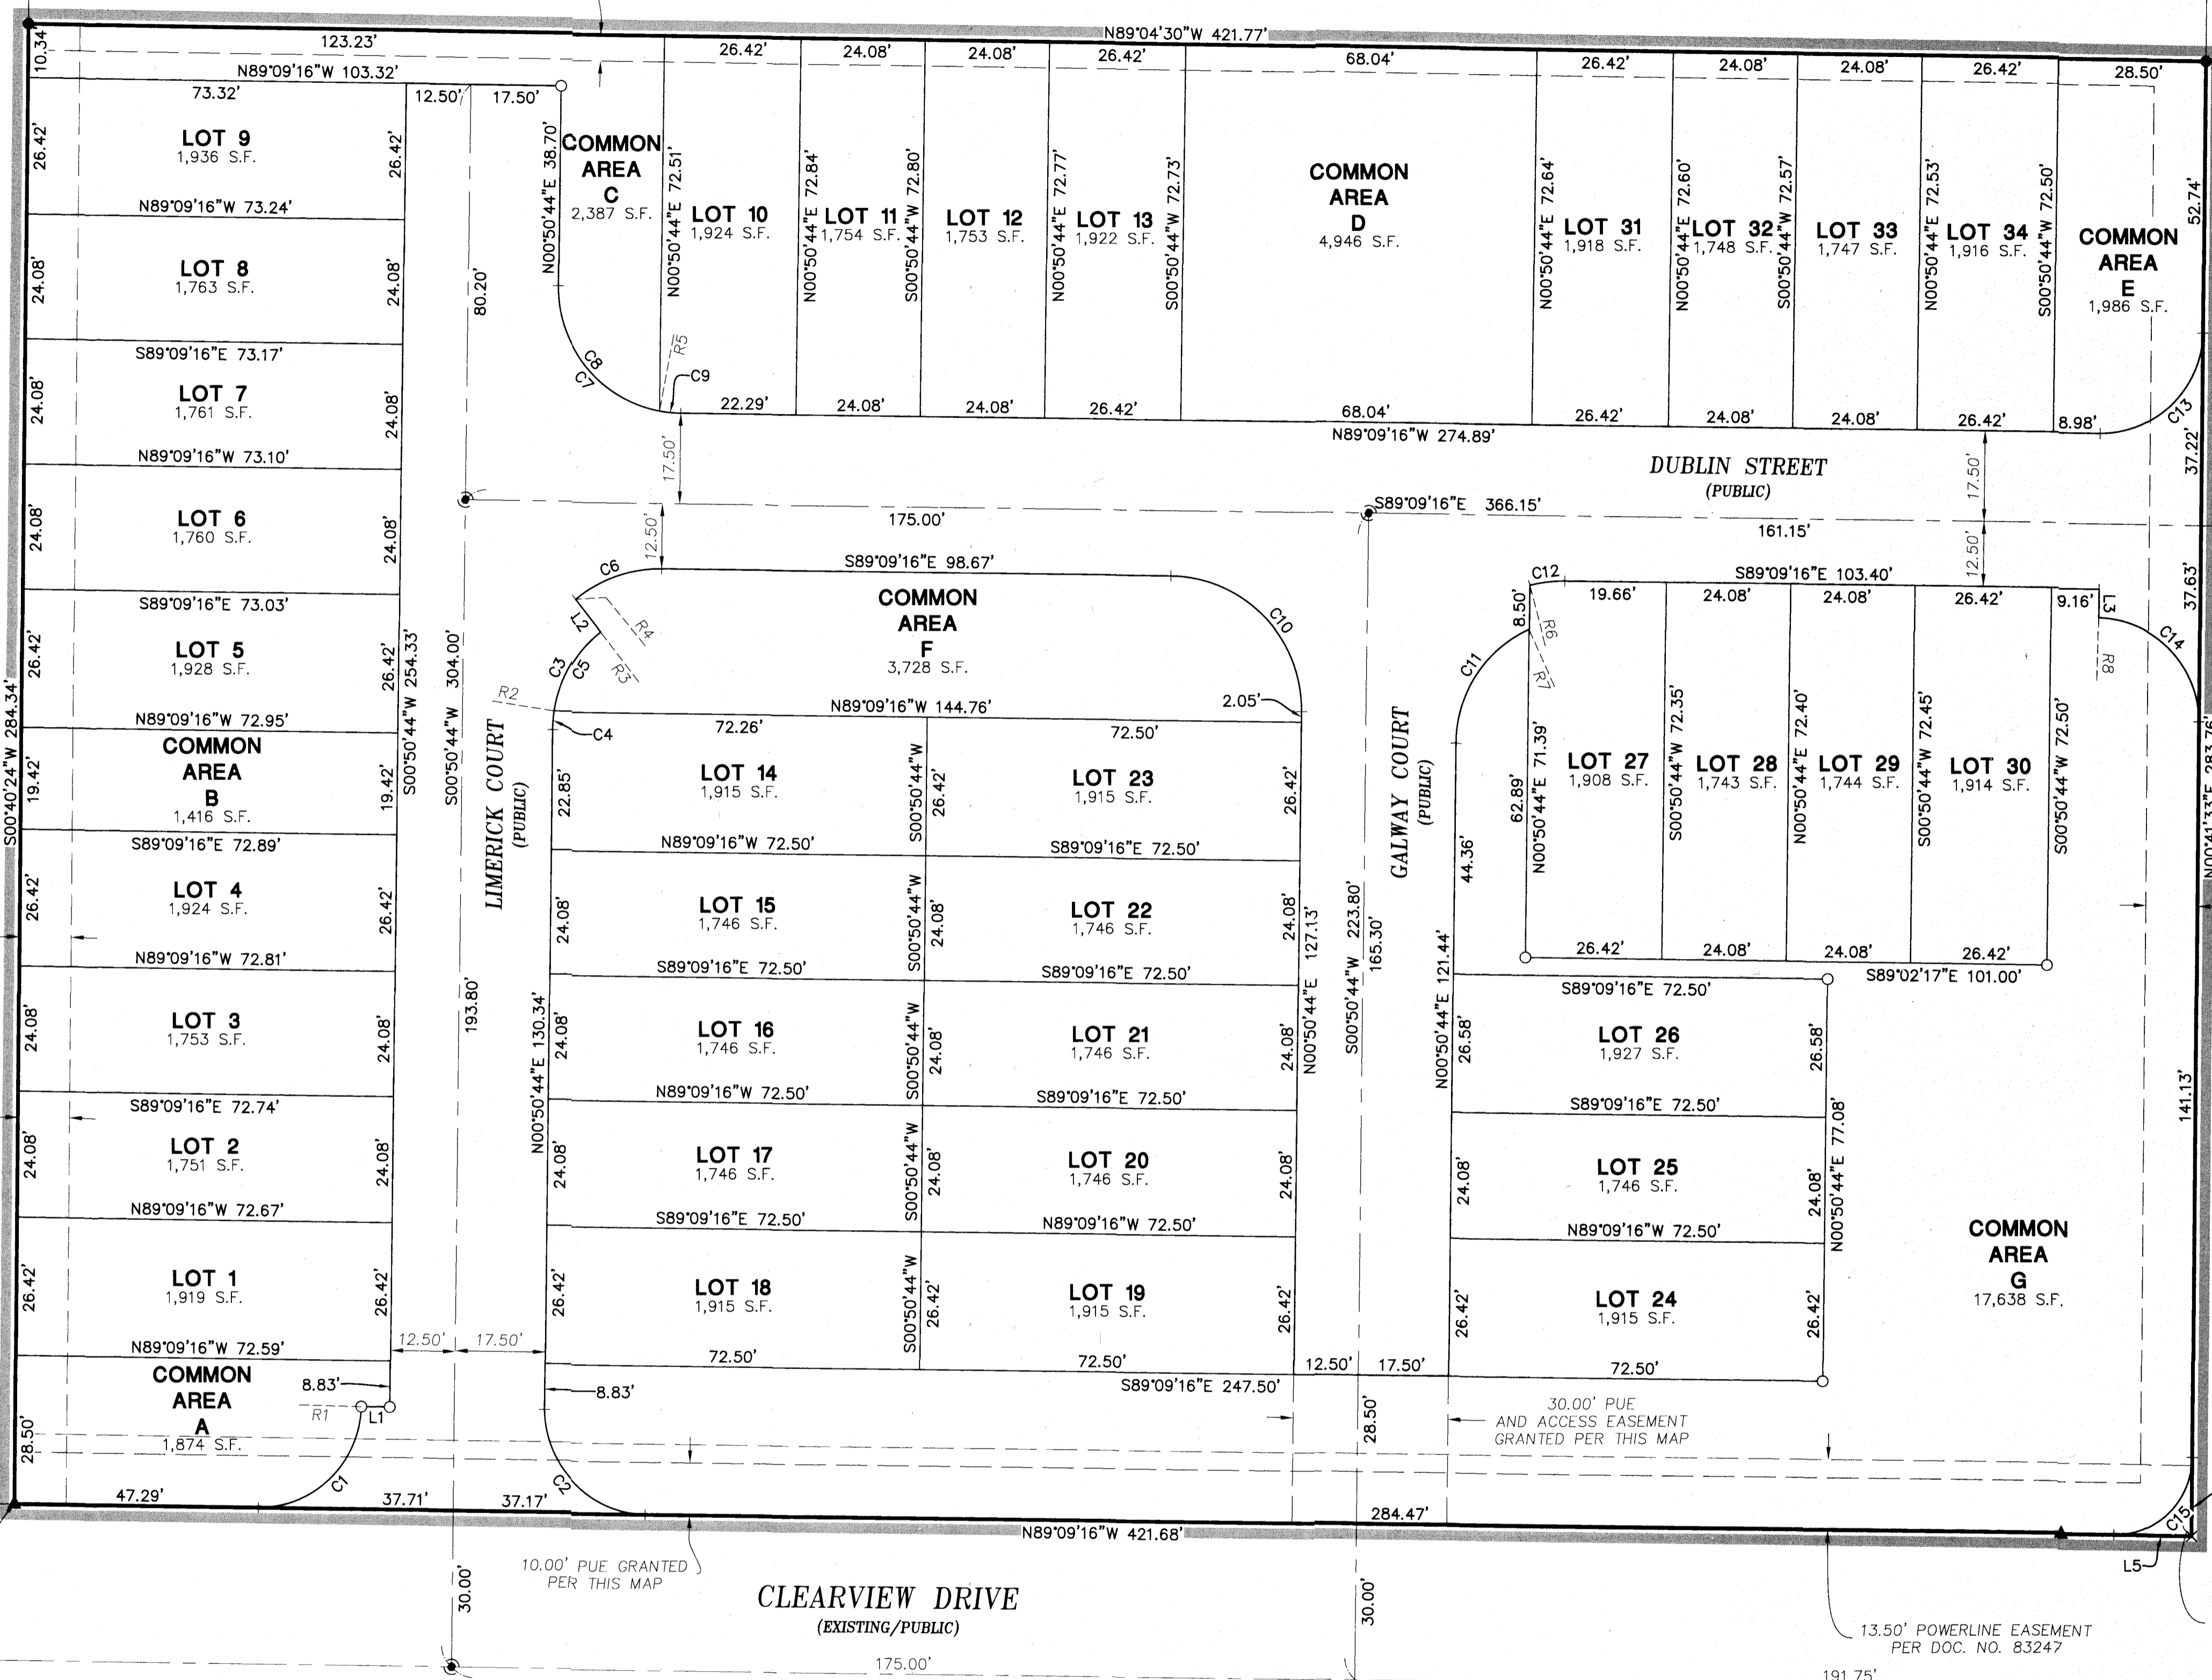 N89°04'30"W 421.77'
10.34'
123.23'
26.42'
24.08'
24.08'
26.42'
68.04'
26.42'
24.08'
24.08'
26.42'
28.50'
N89°09'16"W 103.32'
73.32'
12.50'
17.50'
LOT 9
1,936 S.F.
26.42'
26.42'
N89°09'16"W 73.24'
LOT 8
1,763 S.F.
24.08'
24.08'
S89°09'16"E 73.17'
LOT 7
1,761 S.F.
24.08'
24.08'
N89°09'16"W 73.10'
LOT 6
1,760 S.F.
24.08'
24.08'
S89°09'16"E 73.03'
LOT 5
1,928 S.F.
26.42'
26.42'
N89°09'16"W 72.95'
COMMON
AREA
B
1,416 S.F.
19.42'
19.42'
S89°09'16"E 72.89'
LOT 4
1,924 S.F.
26.42'
26.42'
N89°09'16"W 72.81'
LOT 3
1,753 S.F.
24.08'
24.08'
S89°09'16"E 72.74'
LOT 2
1,751 S.F.
24.08'
24.08'
N89°09'16"W 72.67'
LOT 1
1,919 S.F.
26.42'
26.42'
N89°09'16"W 72.59'
COMMON
AREA
A
1,874 S.F.
28.50'
8.83'
R1
L1
C1
47.29'
37.71'
37.17'
S00°40'24"W 284.34'
S00°50'44"W 254.33'
S00°50'44"W 304.00'
80.20'
193.80'
12.50'
17.50'
LIMERICK COURT
(PUBLIC)
COMMON
AREA
C
2,387 S.F.
N00°50'44"E 38.70'
C8
C7
R5
C9
N00°50'44"E 72.51'
LOT 10
1,924 S.F.
N00°50'44"E 72.84'
LOT 11
1,754 S.F.
S00°50'44"W 72.80'
LOT 12
1,753 S.F.
N00°50'44"E 72.77'
LOT 13
1,922 S.F.
S00°50'44"W 72.73'
COMMON
AREA
D
4,946 S.F.
N00°50'44"E 72.64'
LOT 31
1,918 S.F.
N00°50'44"E 72.60'
LOT 32
1,748 S.F.
S00°50'44"W 72.57'
LOT 33
1,747 S.F.
N00°50'44"E 72.53'
LOT 34
1,916 S.F.
S00°50'44"W 72.50'
COMMON
AREA
E
1,986 S.F.
52.74'
C13
22.29'
24.08'
24.08'
26.42'
68.04'
26.42'
24.08'
24.08'
26.42'
8.98'
N89°09'16"W 274.89'
37.22'
DUBLIN STREET
(PUBLIC)
17.50'
17.50'
S89°09'16"E 366.15'
175.00'
161.15'
12.50'
12.50'
37.63'
C6
S89°09'16"E 98.67'
L2
R4
R3
C3
C5
R2
C4
COMMON
AREA
F
3,728 S.F.
C10
N89°09'16"W 144.76'
2.05'
72.26'
72.50'
LOT 14
1,915 S.F.
22.85'
S00°50'44"W
26.42'
LOT 23
1,915 S.F.
26.42'
N89°09'16"W 72.50'
S89°09'16"E 72.50'
LOT 15
1,746 S.F.
24.08'
S00°50'44"W
24.08'
LOT 22
1,746 S.F.
24.08'
S89°09'16"E 72.50'
S89°09'16"E 72.50'
LOT 16
1,746 S.F.
24.08'
S00°50'44"W
24.08'
LOT 21
1,746 S.F.
24.08'
N89°09'16"W 72.50'
S89°09'16"E 72.50'
LOT 17
1,746 S.F.
24.08'
S00°50'44"W
24.08'
LOT 20
1,746 S.F.
24.08'
S89°09'16"E 72.50'
N89°09'16"W 72.50'
LOT 18
1,915 S.F.
26.42'
S00°50'44"W
26.42'
LOT 19
1,915 S.F.
26.42'
72.50'
72.50'
12.50'
17.50'
72.50'
S89°09'16"E 247.50'
8.83'
C2
N00°50'44"E 130.34'
N00°50'44"E 127.13'
S00°50'44"W 223.80'
165.30'
28.50'
GALWAY COURT
(PUBLIC)
C12
S89°09'16"E 103.40'
8.50'
R6
R7
C11
19.66'
24.08'
24.08'
26.42'
9.16'
L3
C14
R8
62.89'
N00°50'44"E 71.39'
LOT 27
1,908 S.F.
S00°50'44"W 72.35'
LOT 28
1,743 S.F.
N00°50'44"E 72.40'
LOT 29
1,744 S.F.
S00°50'44"W 72.45'
LOT 30
1,914 S.F.
S00°50'44"W 72.50'
26.42'
24.08'
24.08'
26.42'
S89°02'17"E 101.00'
44.36'
N00°50'44"E 121.44'
S89°09'16"E 72.50'
LOT 26
1,927 S.F.
26.58'
26.58'
S89°09'16"E 72.50'
LOT 25
1,746 S.F.
24.08'
24.08'
N00°50'44"E 77.08'
N89°09'16"W 72.50'
LOT 24
1,915 S.F.
26.42'
26.42'
COMMON
AREA
G
17,638 S.F.
N00°41'33"E 283.76'
141.13'
30.00' PUE
AND ACCESS EASEMENT
GRANTED PER THIS MAP
284.47'
N89°09'16"W 421.68'
C15
L5
10.00' PUE GRANTED
PER THIS MAP
30.00'
CLEARVIEW DRIVE
(EXISTING/PUBLIC)
30.00'
175.00'
13.50' POWERLINE EASEMENT
PER DOC. NO. 83247
191.75'